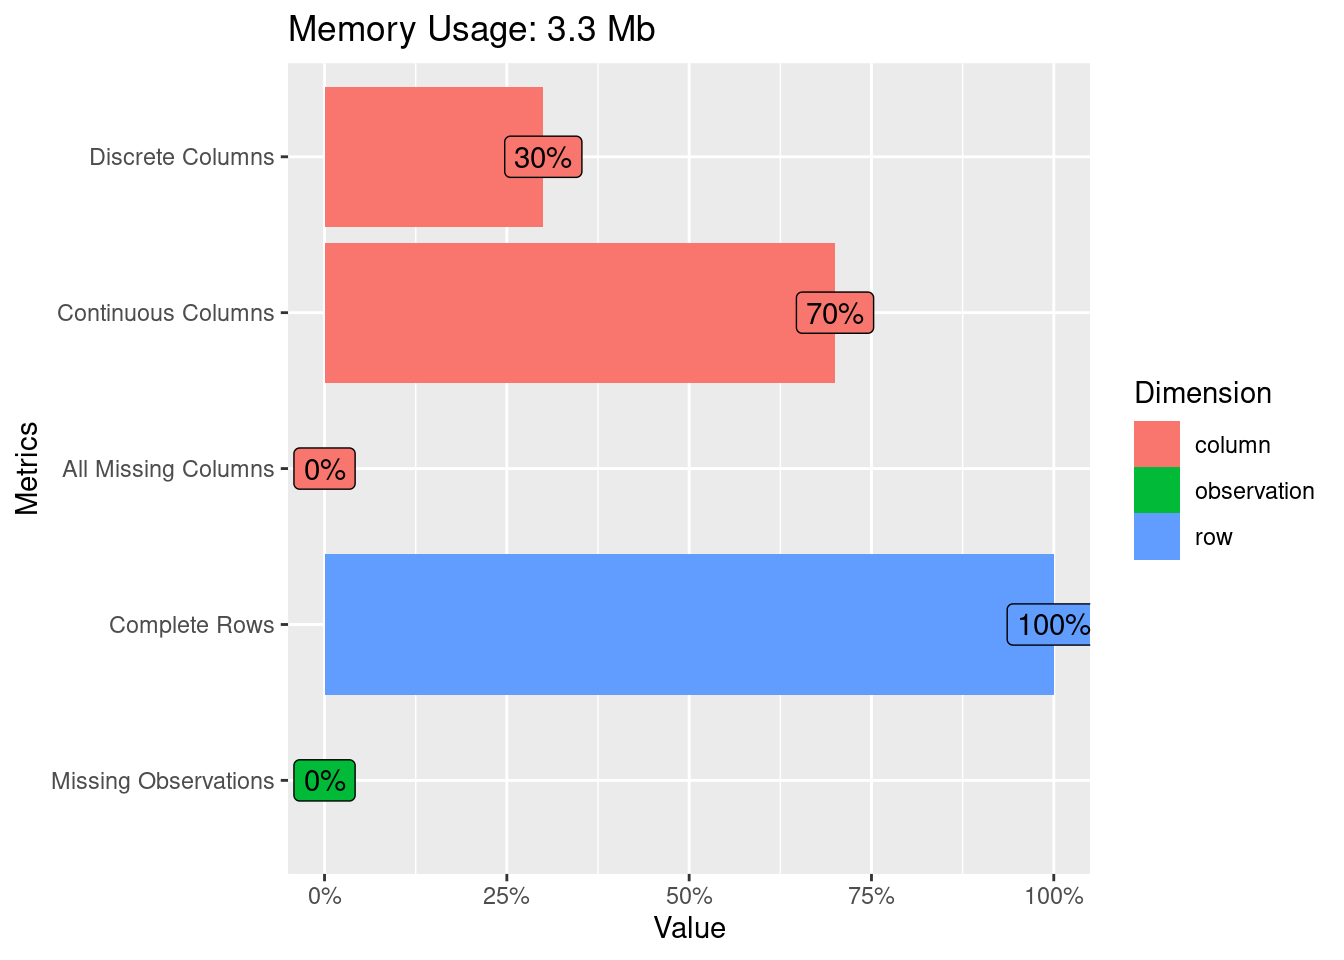 Memory Usage: 3.3 Mb
Metrics
Discrete Columns
30%
Continuous Columns
70%
All Missing Columns
0%
Complete Rows
100%
Missing Observations
0%
0% 25% 50% 75% 100%
Value
Dimension
column
observation
row